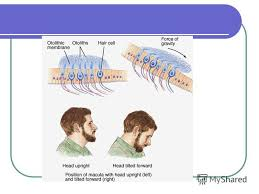 Otolithic
membrane
Otoliths
Hair cell
Force of
gravity
Head upright
Head tilted forward
Position of macula with head upright (left)
and tilted forward (right)
MyShared